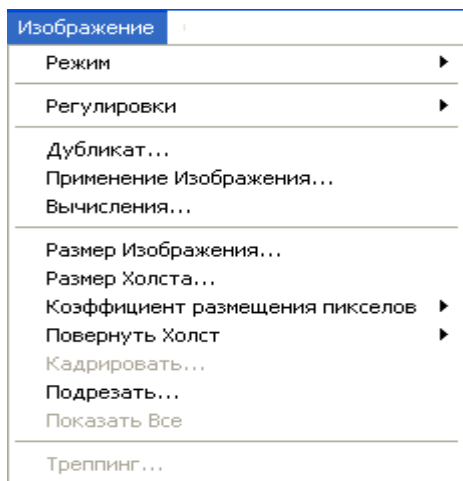 Изображение
Режим
Регулировки
Дубликат...
Применение Изображения...
Вычисления...
Размер Изображения...
Размер Холста...
Коэффициент размещения пикселов
Повернуть Холст
Кадрировать...
Подрезать...
Показать Все
Треппинг...